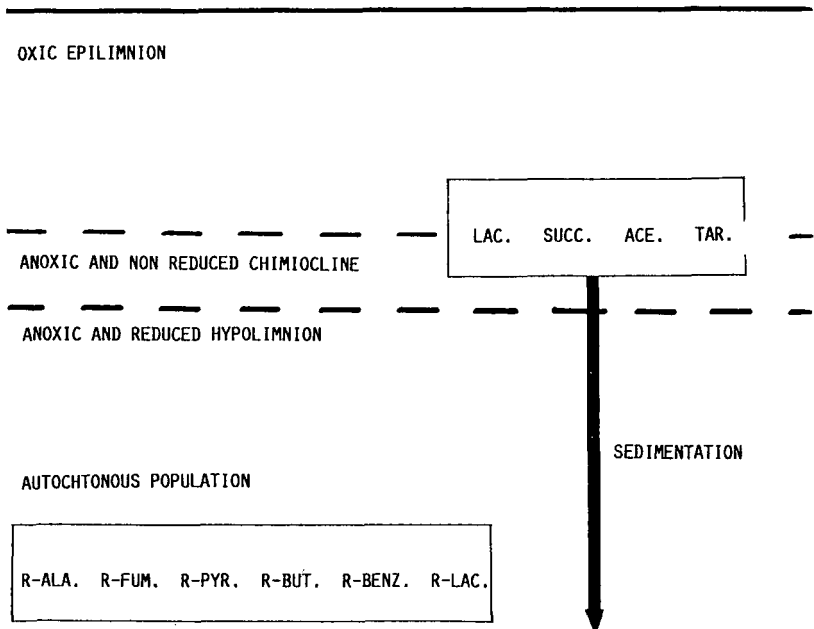 OXIC EPILIMNION
LAC. SUCC. ACE. TAR.
ANOXIC AND NON REDUCED CHIMIOCLINE
ANOXIC AND REDUCED HYPOLIMNION
SEDIMENTATION
AUTOCHTONOUS POPULATION
R-ALA. R-FUM. R-PYR. R-BUT. R-BENZ. R-LAC.